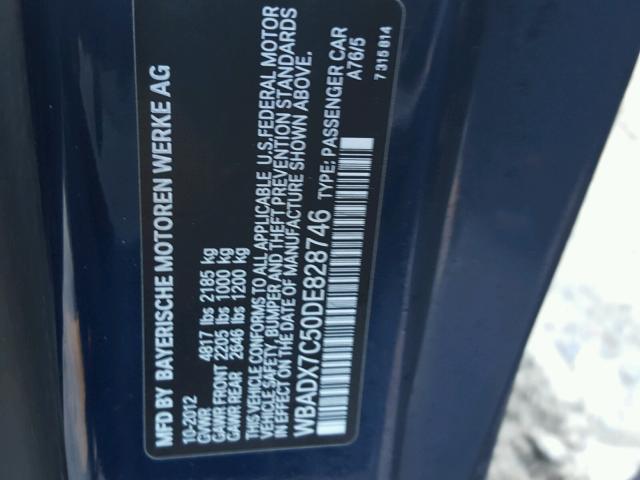 MFD BY BAYERISCHE MOTOREN WERKE AG
10-2012
GVWR 4817 lbs 2185 kg
GAWR FRONT 2205 lbs 1000 kg
GAWR REAR 2646 lbs 1200 kg
THIS VEHICLE CONFORMS TO ALL APPLICABLE U.S.FEDERAL MOTOR
VEHICLE SAFETY, BUMPER AND THEFT PREVENTION STANDARDS
IN EFFECT ON THE DATE OF MANUFACTURE SHOWN ABOVE.
WBADX7C50DE828746 TYPE: PASSENGER CAR
A76/5
7 315 814